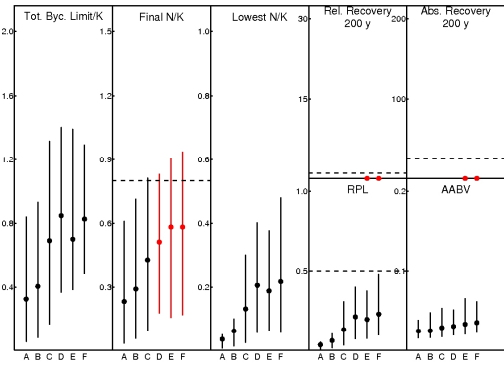 Tot. Byc. Limit/K
Final N/K
Lowest N/K
Rel. Recovery
200 y
Abs. Recovery
200 y
2.0
1.6
1.2
0.8
0.4
1.5
1.2
0.9
0.6
0.3
1.0
0.8
0.6
0.4
0.2
30
15
200
100
RPL
AABV
1.0
0.5
0.2
0.1
A B C D E F
A B C D E F
A B C D E F
A B C D E F
A B C D E F